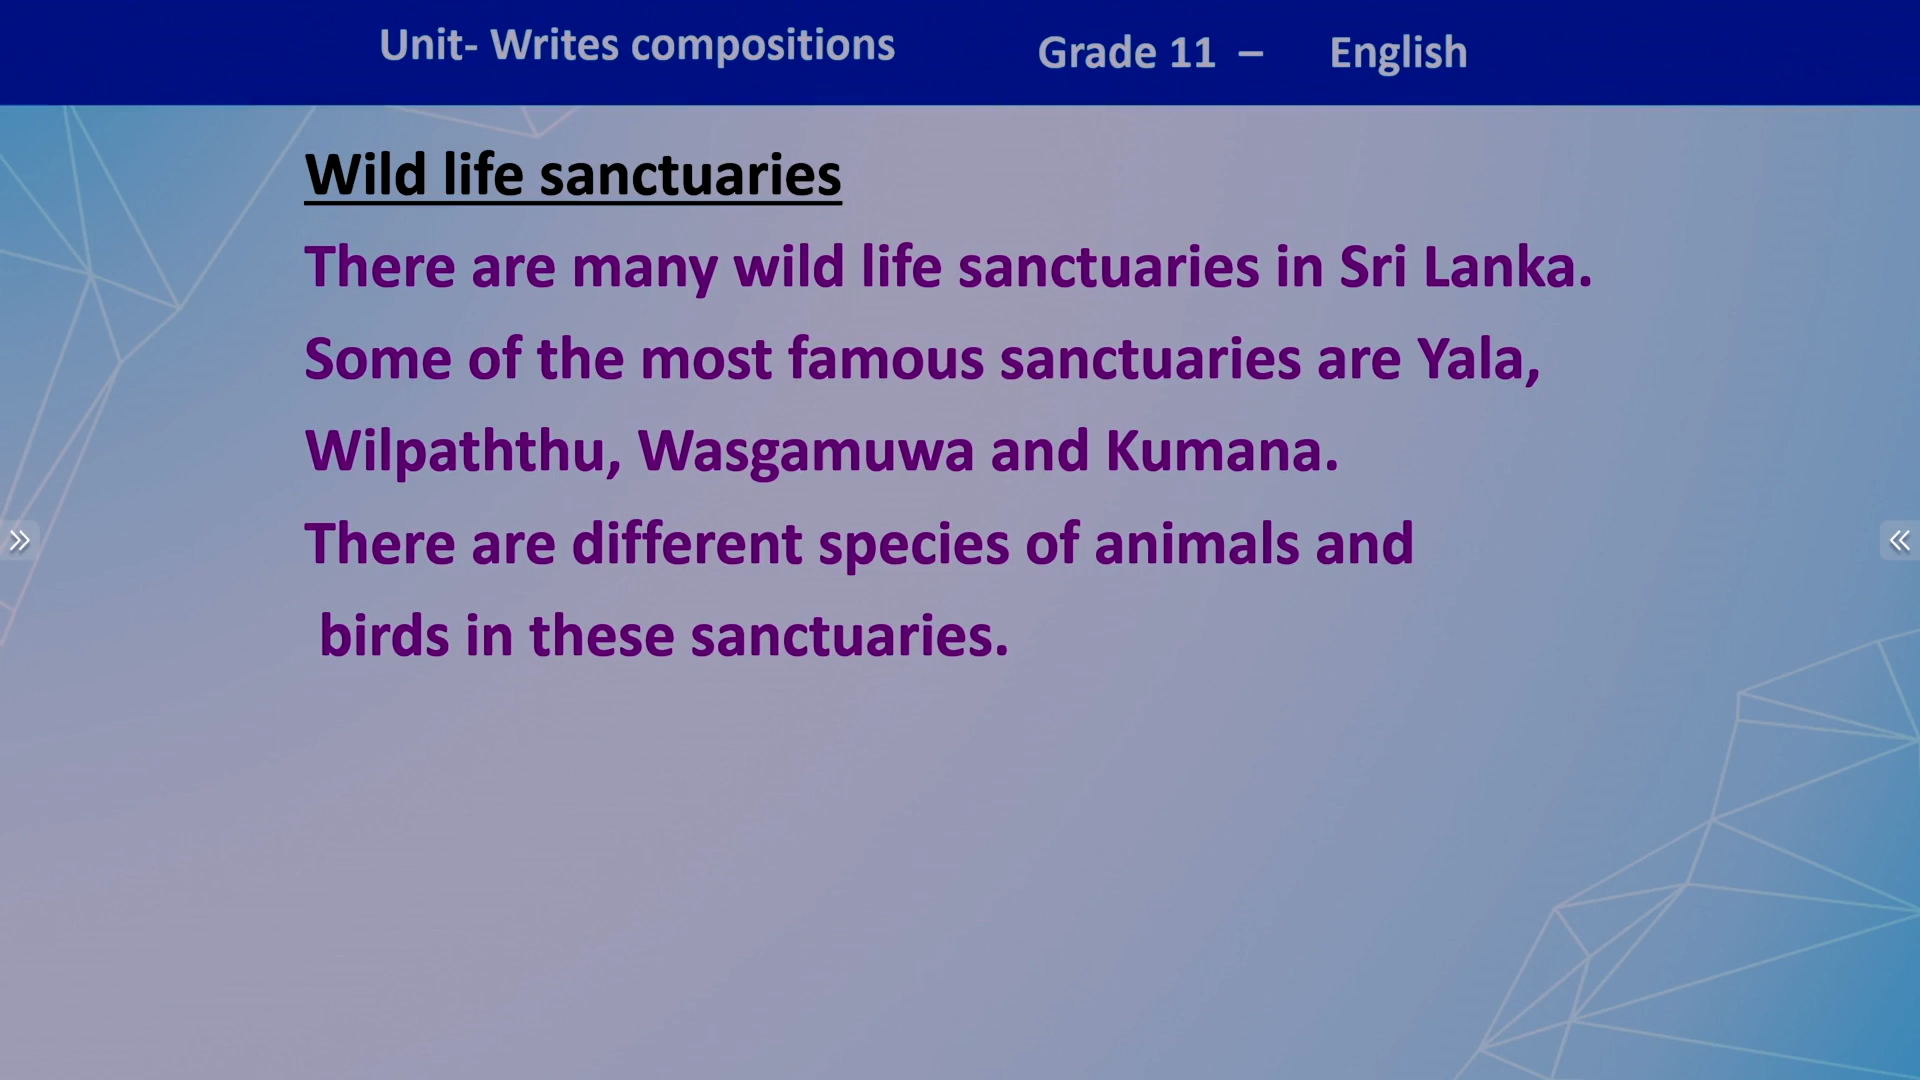 Unit- Writes compositions Grade 11 – English
Wild life sanctuaries
There are many wild life sanctuaries in Sri Lanka.
Some of the most famous sanctuaries are Yala,
Wilpaththu, Wasgamuwa and Kumana.
There are different species of animals and
birds in these sanctuaries.